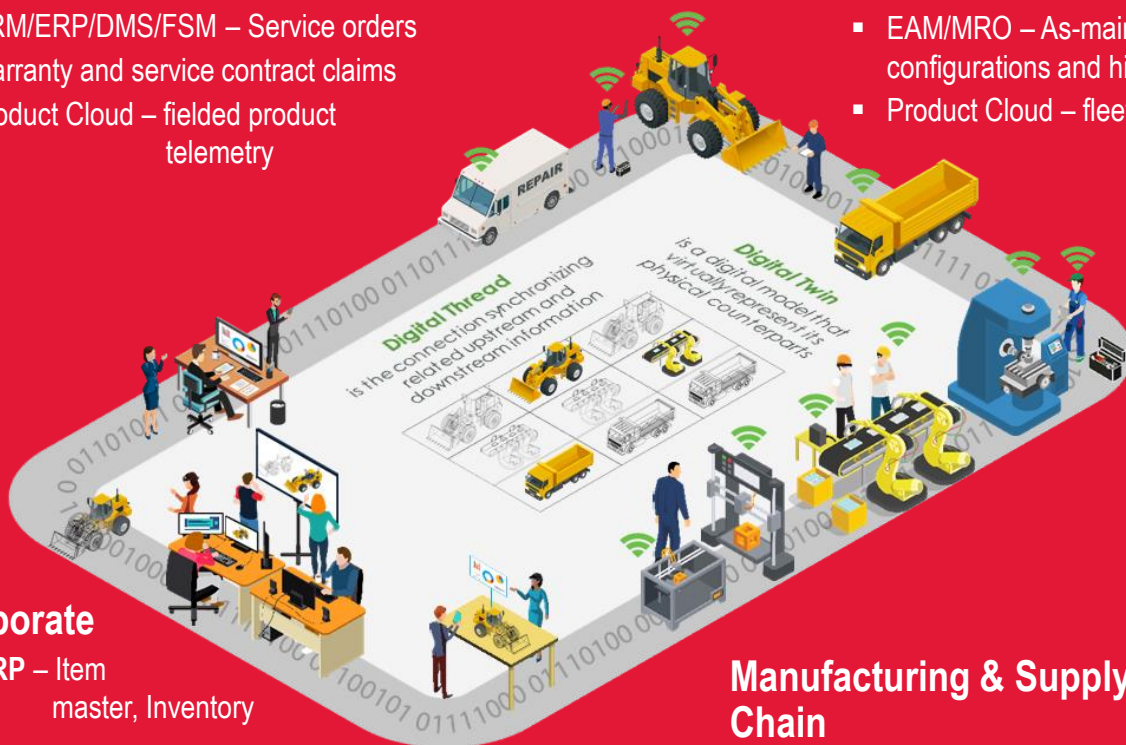 RM/ERP/DMS/FSM – Service orders
arranty and service contract claims
oduct Cloud – fielded product
telemetry
▪ EAM/MRO – As-main
configurations and hi
▪ Product Cloud – flee
REPAIR
Digital Thread
is the connection synchronizing
related upstream and
downstream information
Digital Twin
is a digital model that
virtually represent its
physical counterparts
porate
RP – Item
master, Inventory
Manufacturing & Supply
Chain